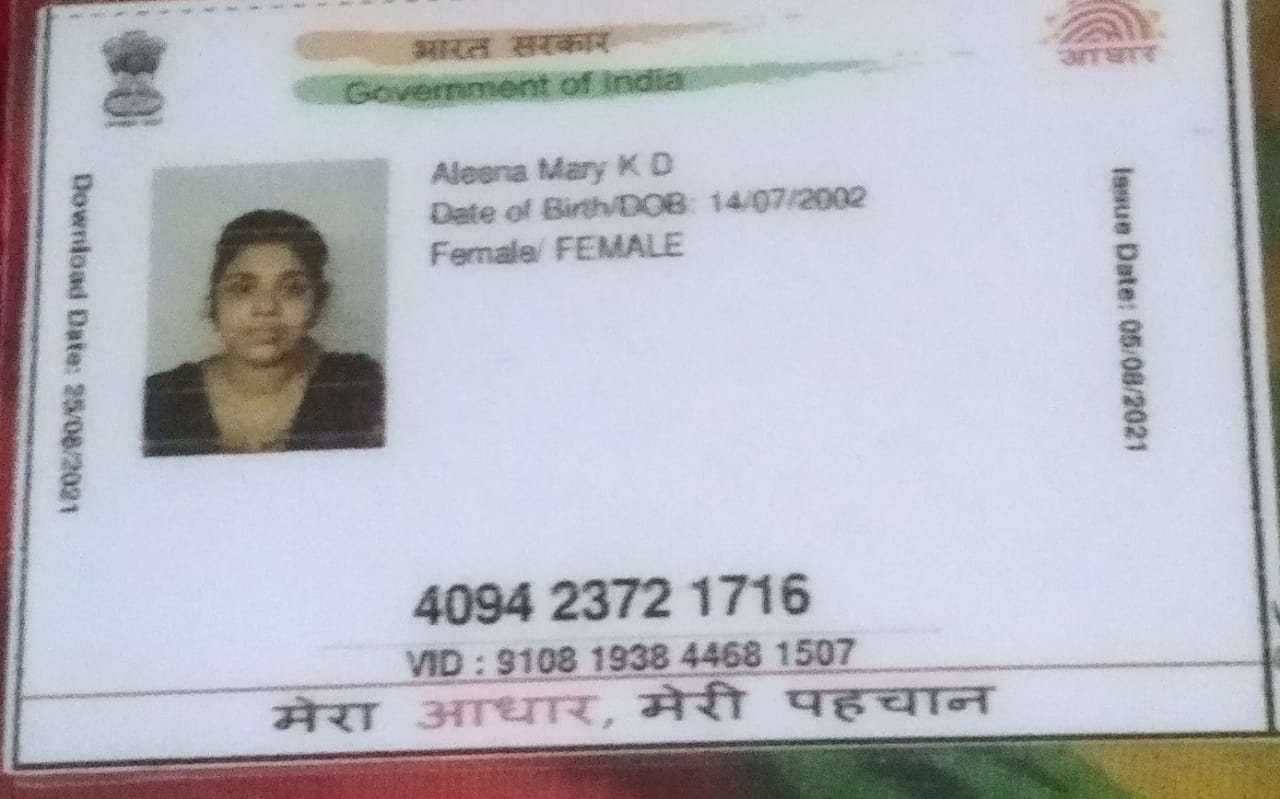 भारत सरकार
Government of India
आधार
Download Date: 25/08/2021
Aleena Mary K D
Date of Birth/DOB: 14/07/2002
Female/ FEMALE
Issue Date: 05/08/2021
4094 2372 1716
VID : 9108 1938 4468 1507
मेरा आधार, मेरी पहचान